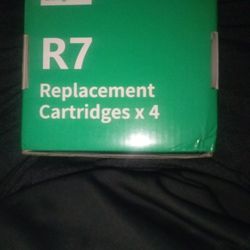 R7
Replacement
Cartridges x 4